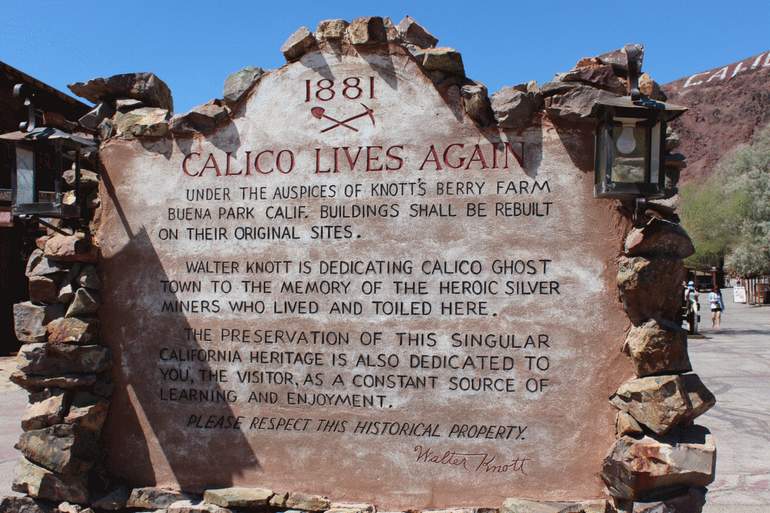 1881
CALICO LIVES AGAIN
UNDER THE AUSPICES OF KNOTT'S BERRY FARM
BUENA PARK CALIF. BUILDINGS SHALL BE REBUILT
ON THEIR ORIGINAL SITES.
WALTER KNOTT IS DEDICATING CALICO GHOST
TOWN TO THE MEMORY OF THE HEROIC SILVER
MINERS WHO LIVED AND TOILED HERE.
THE PRESERVATION OF THIS SINGULAR
CALIFORNIA HERITAGE IS ALSO DEDICATED TO
YOU, THE VISITOR, AS A CONSTANT SOURCE OF
LEARNING AND ENJOYMENT.
PLEASE RESPECT THIS HISTORICAL PROPERTY.
Walter Knott